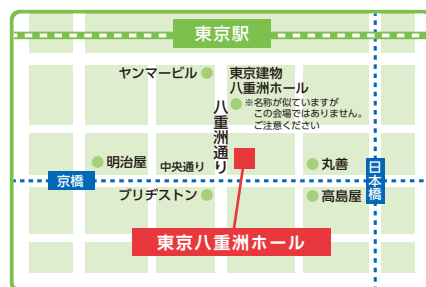 東京駅
ヤンマービル
東京建物
八重洲ホール
※名称が似ていますが
この会場ではありません。
ご注意ください
八重洲通り
明治屋
中央通り
丸善
京橋
日本橋
ブリヂストン
高島屋
東京八重洲ホール